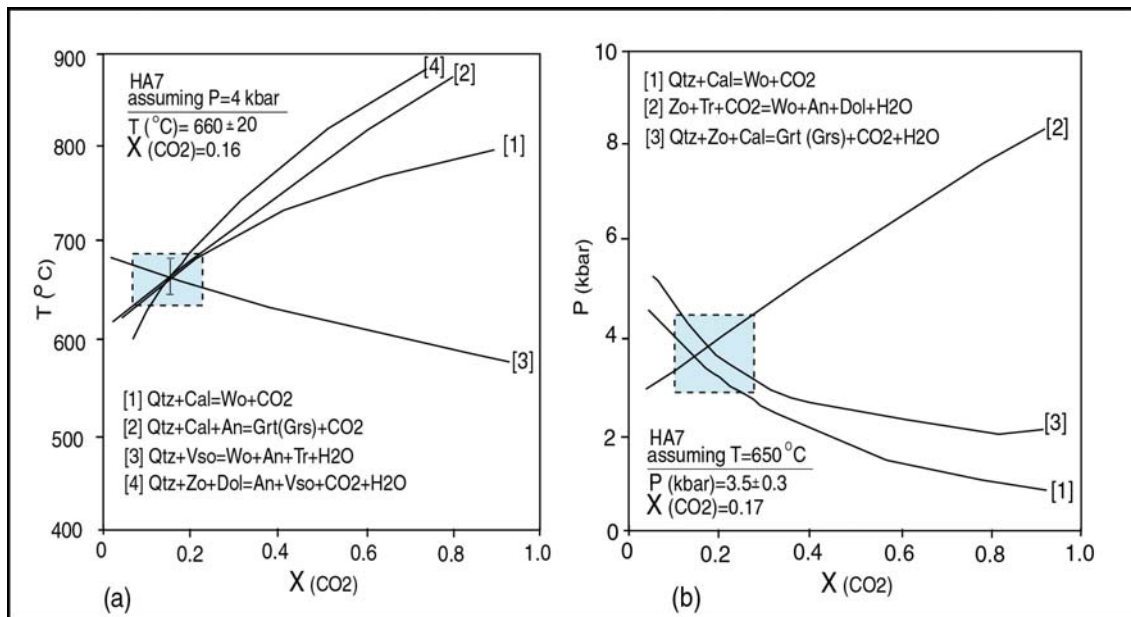 900
800
700
600
500
400
T (°C)
HA7
assuming P=4 kbar
T (°C)= 660±20
X (CO2)=0.16
[4]
[2]
[1]
[3]
[1] Qtz+Cal=Wo+CO2
[2] Qtz+Cal+An=Grt(Grs)+CO2
[3] Qtz+Vso=Wo+An+Tr+H2O
[4] Qtz+Zo+Dol=An+Vso+CO2+H2O
0 0.2 0.4 0.6 0.8 1.0
X (CO2)
(a)
10
8
6
4
2
0
P (kbar)
[1] Qtz+Cal=Wo+CO2
[2] Zo+Tr+CO2=Wo+An+Dol+H2O
[3] Qtz+Zo+Cal=Grt (Grs)+CO2+H2O
[2]
[3]
[1]
HA7
assuming T=650 °C
P (kbar)=3.5±0.3
X (CO2)=0.17
0 0.2 0.4 0.6 0.8 1.0
X (CO2)
(b)